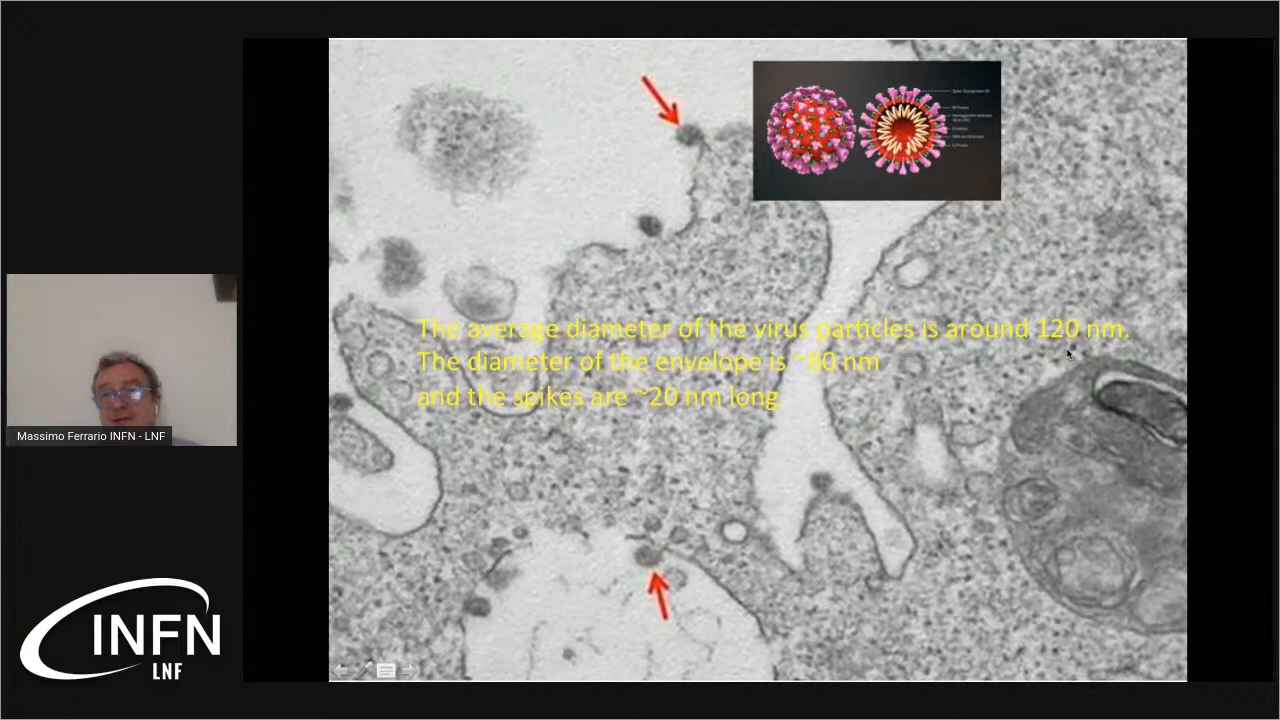 The average diameter of the virus particles is around 120 nm.
The diameter of the envelope is ~80 nm
and the spikes are ~20 nm long.
Massimo Ferrario INFN - LNF
INFN
LNF